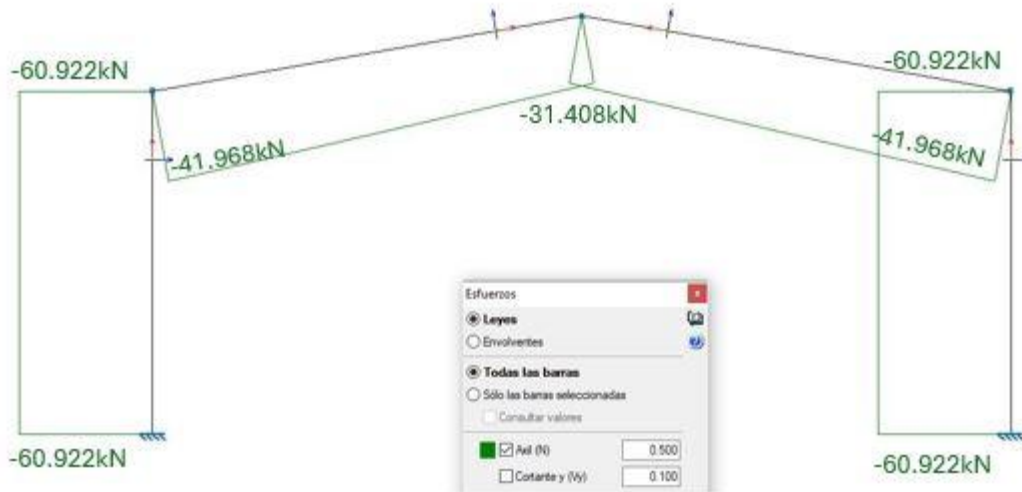 -60.922kN
-60.922kN
-31.408kN
-41.968kN
-41.968kN
Esfuerzos
Leyes
Envolventes
Todas las barras
Sólo las barras seleccionadas
Consultar valores
Axil (N) 0.500
Cortante y (Vy) 0.100
-60.922kN
-60.922kN